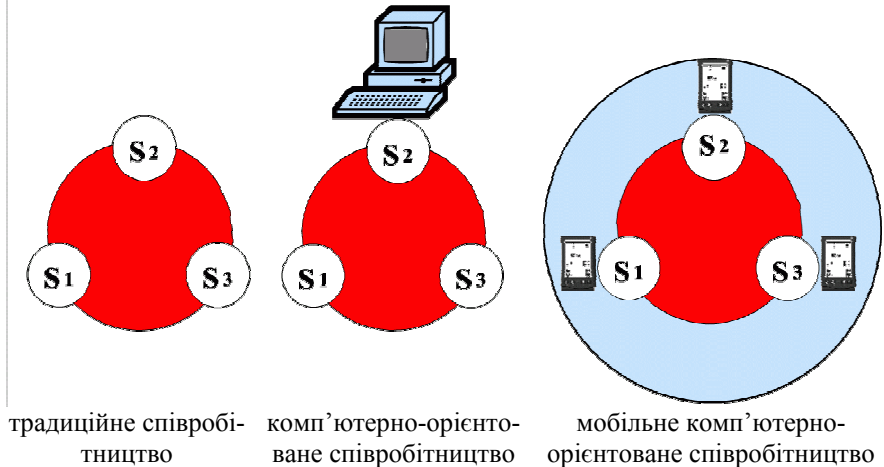 S2
S1
S3
S2
S1
S3
S2
S1
S3
традиційне співробі-
тництво
комп’ютерно-орієнто-
ване співробітництво
мобільне комп’ютерно-
орієнтоване співробітництво